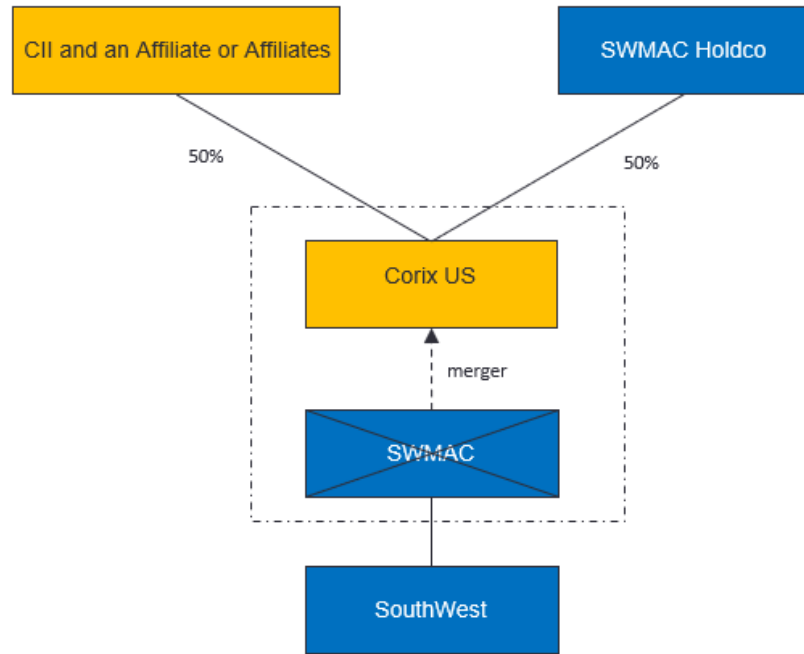 CII and an Affiliate or Affiliates
SWMAC Holdco
50%
50%
Corix US
merger
SWMAC
SouthWest